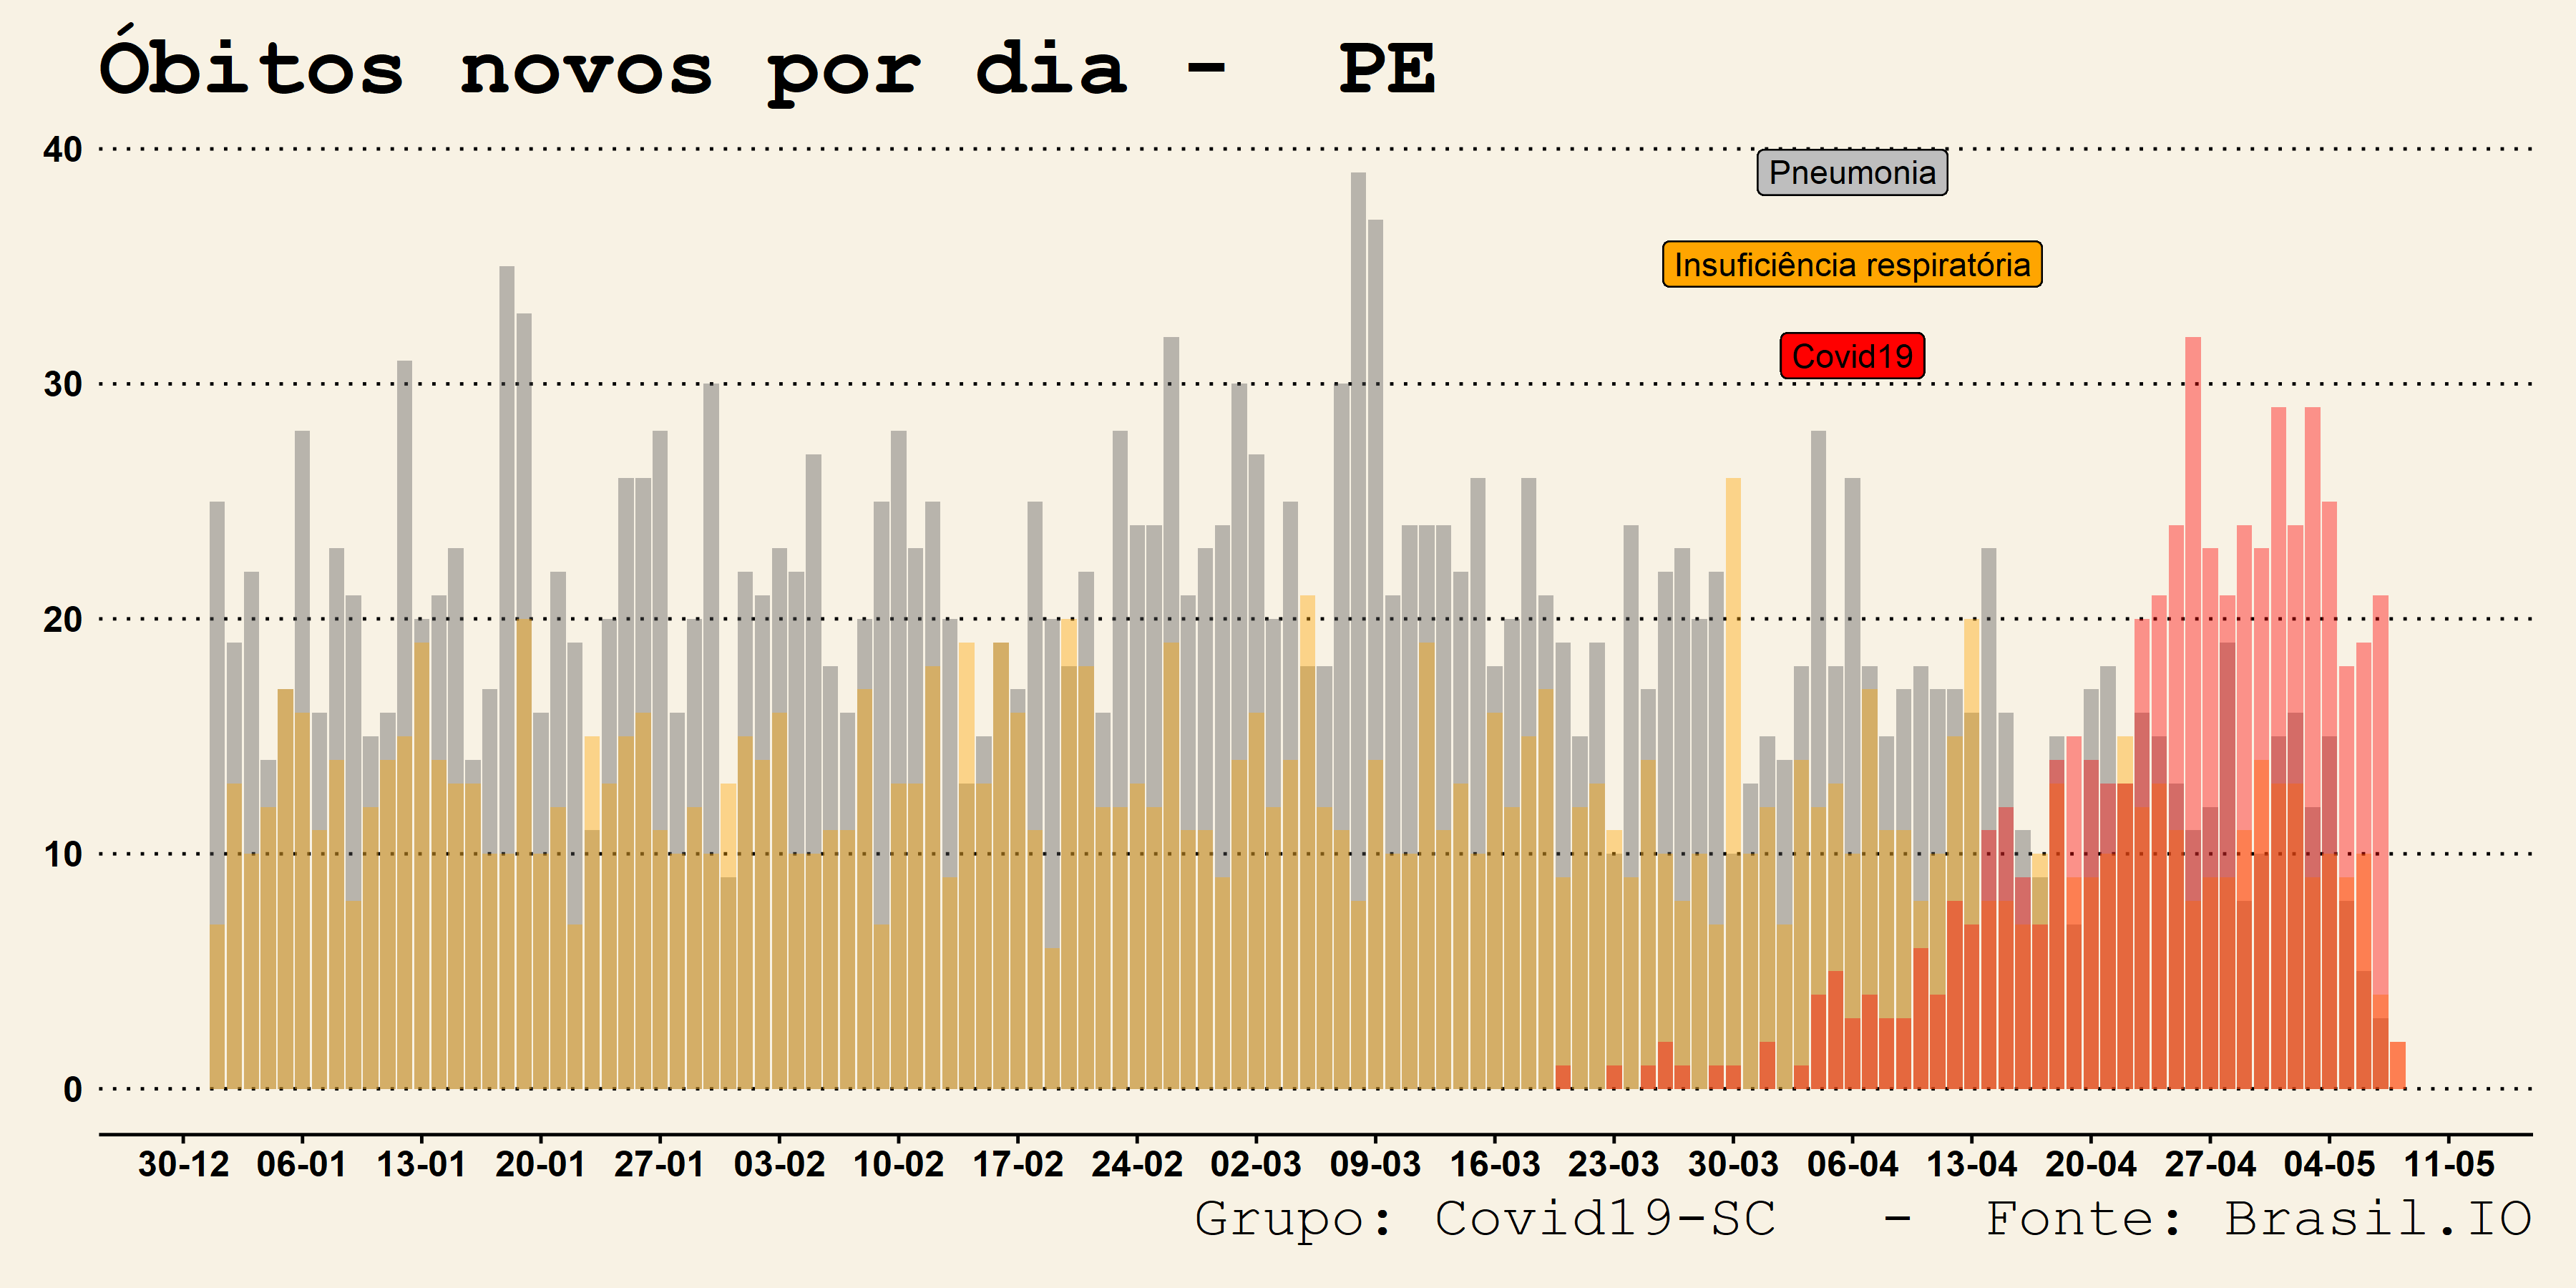 Óbitos novos por dia - PE
40
Pneumonia
Insuficiência respiratória
Covid19
30
20
10
0
30-12 06-01 13-01 20-01 27-01 03-02 10-02 17-02 24-02 02-03 09-03 16-03 23-03 30-03 06-04 13-04 20-04 27-04 04-05 11-05
Grupo: Covid19-SC - Fonte: Brasil.IO